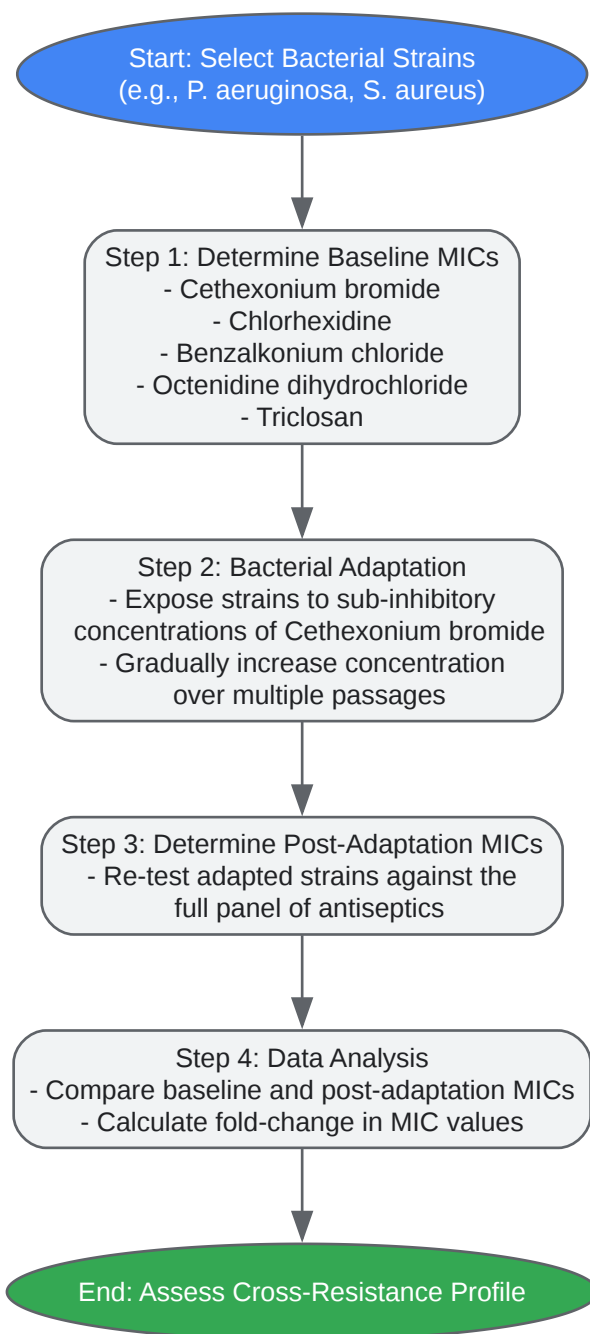 Start: Select Bacterial Strains
(e.g., P. aeruginosa, S. aureus)
Step 1: Determine Baseline MICs
- Cethexonium bromide
- Chlorhexidine
- Benzalkonium chloride
- Octenidine dihydrochloride
- Triclosan
Step 2: Bacterial Adaptation
- Expose strains to sub-inhibitory
concentrations of Cethexonium bromide
- Gradually increase concentration
over multiple passages
Step 3: Determine Post-Adaptation MICs
- Re-test adapted strains against the
full panel of antiseptics
Step 4: Data Analysis
- Compare baseline and post-adaptation MICs
- Calculate fold-change in MIC values
End: Assess Cross-Resistance Profile